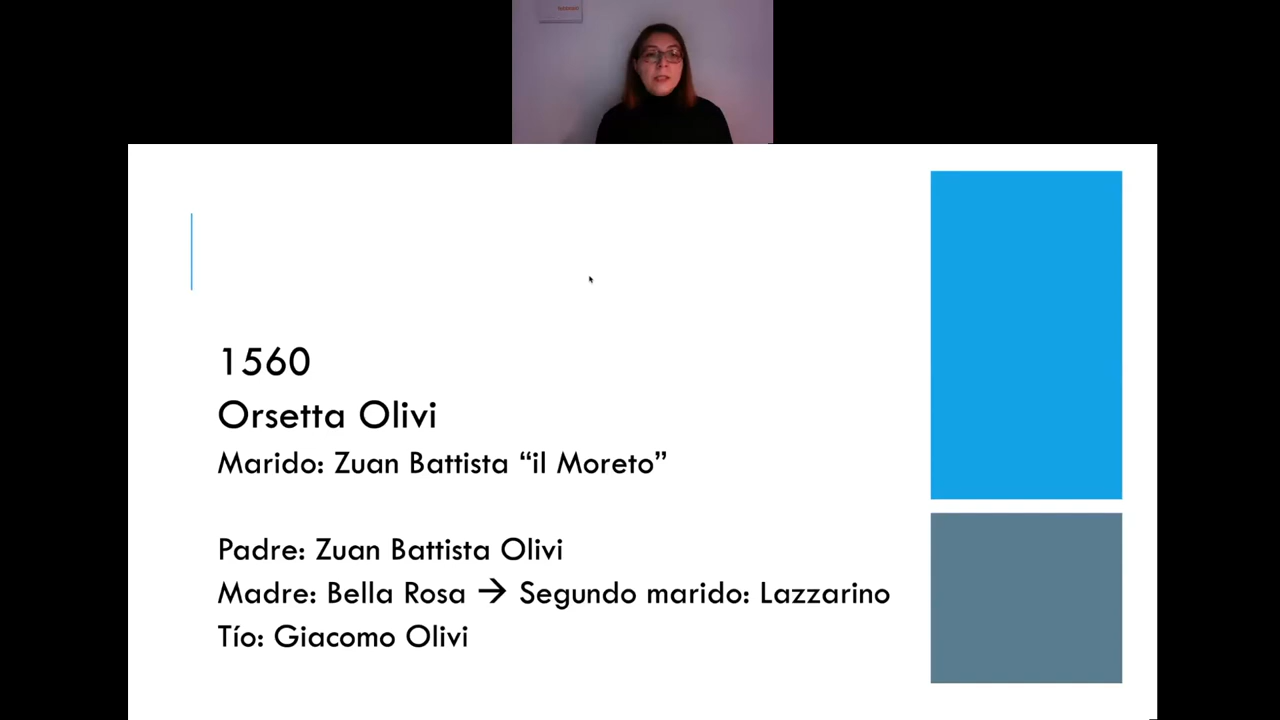 1560
Orsetta Olivi
Marido: Zuan Battista “il Moreto”
Padre: Zuan Battista Olivi
Madre: Bella Rosa → Segundo marido: Lazzarino
Tío: Giacomo Olivi